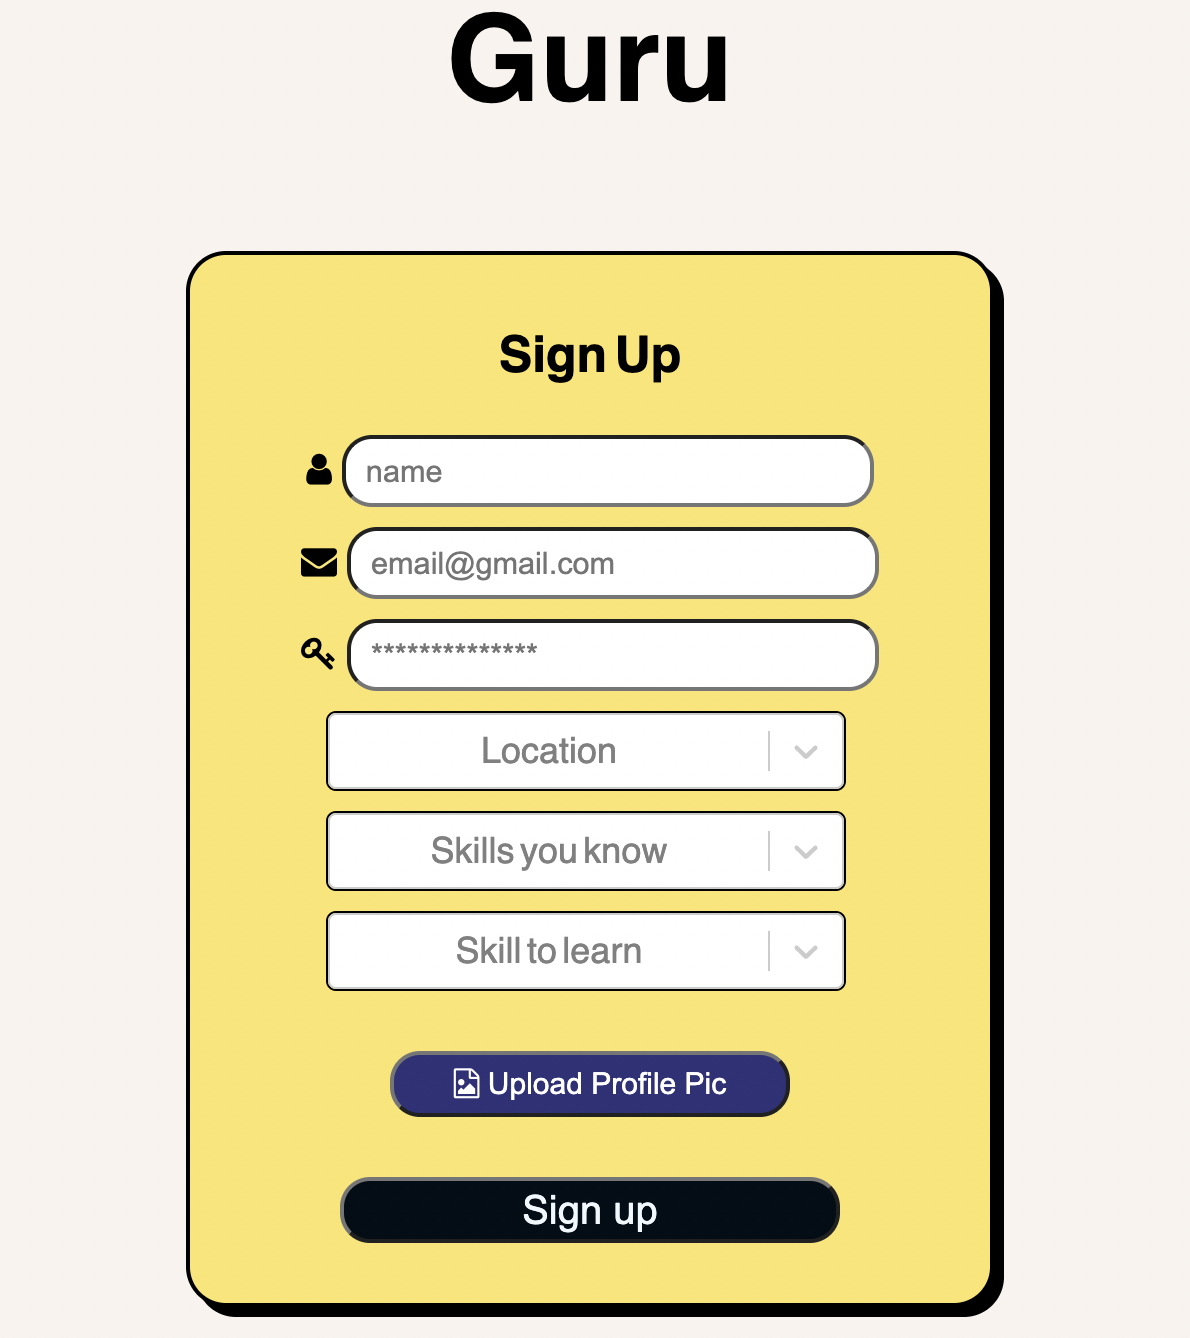 Guru
Sign Up
name
email@gmail.com
**************
Location
Skills you know
Skill to learn
Upload Profile Pic
Sign up